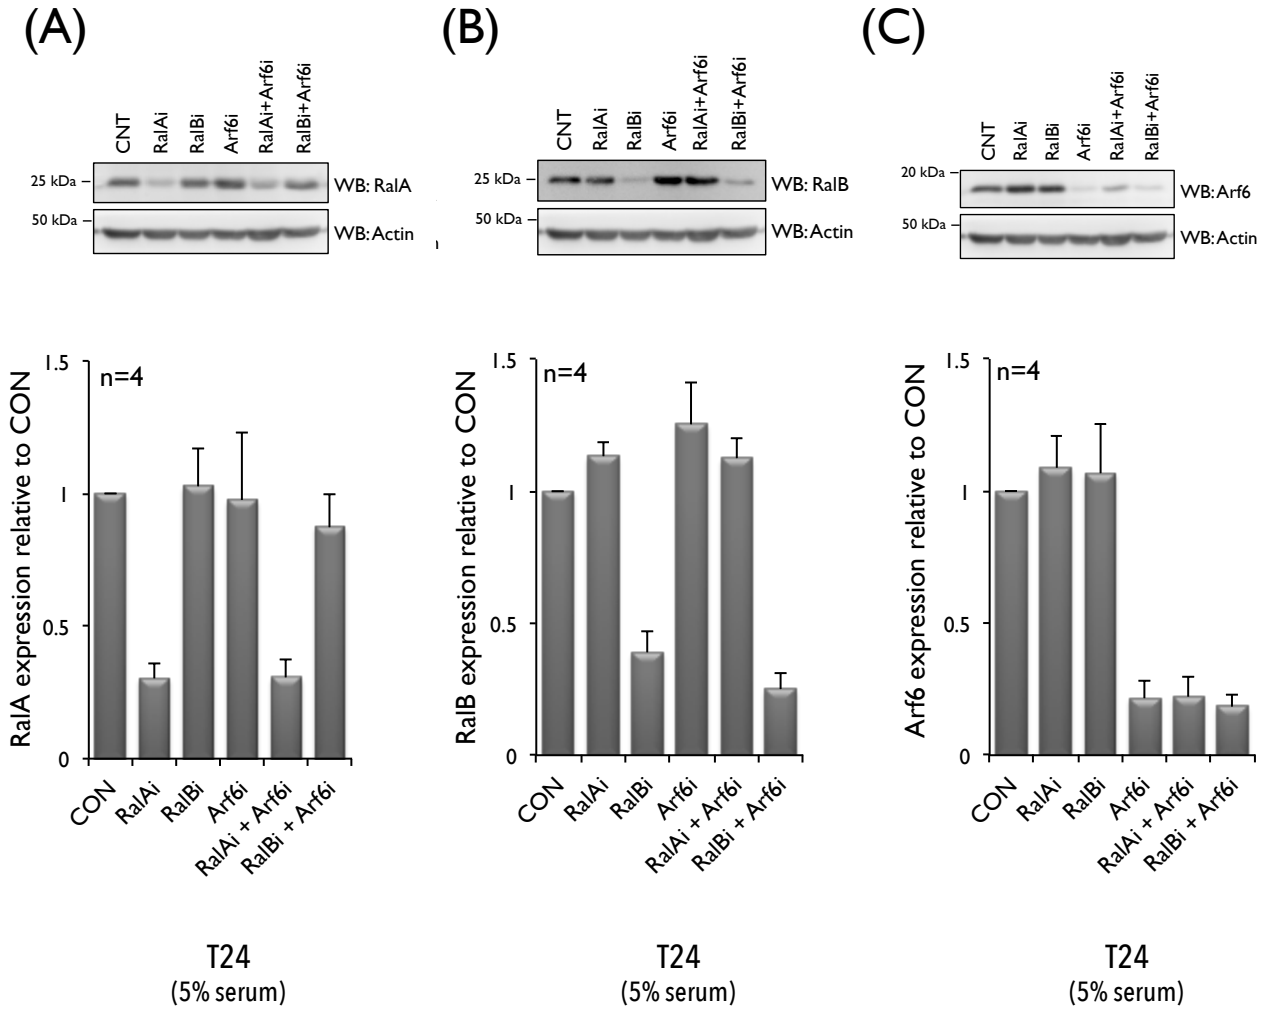 (A)
CNT
RalAi
RalBi
Arf6i
RalAi+Arf6i
RalBi+Arf6i
25 kDa
WB: RalA
50 kDa
WB: Actin
1.5
n=4
1
0.5
0
RalA expression relative to CON
CON
RalAi
RalBi
Arf6i
RalAi + Arf6i
RalBi + Arf6i
T24
(5% serum)
(B)
CNT
RalAi
RalBi
Arf6i
RalAi+Arf6i
RalBi+Arf6i
25 kDa
WB: RalB
50 kDa
WB: Actin
1.5
n=4
1
0.5
0
RalB expression relative to CON
CON
RalAi
RalBi
Arf6i
RalAi + Arf6i
RalBi + Arf6i
T24
(5% serum)
(C)
CNT
RalAi
RalBi
Arf6i
RalAi+Arf6i
RalBi+Arf6i
20 kDa
WB: Arf6
50 kDa
WB: Actin
1.5
n=4
1
0.5
0
Arf6 expression relative to CON
CON
RalAi
RalBi
Arf6i
RalAi + Arf6i
RalBi + Arf6i
T24
(5% serum)